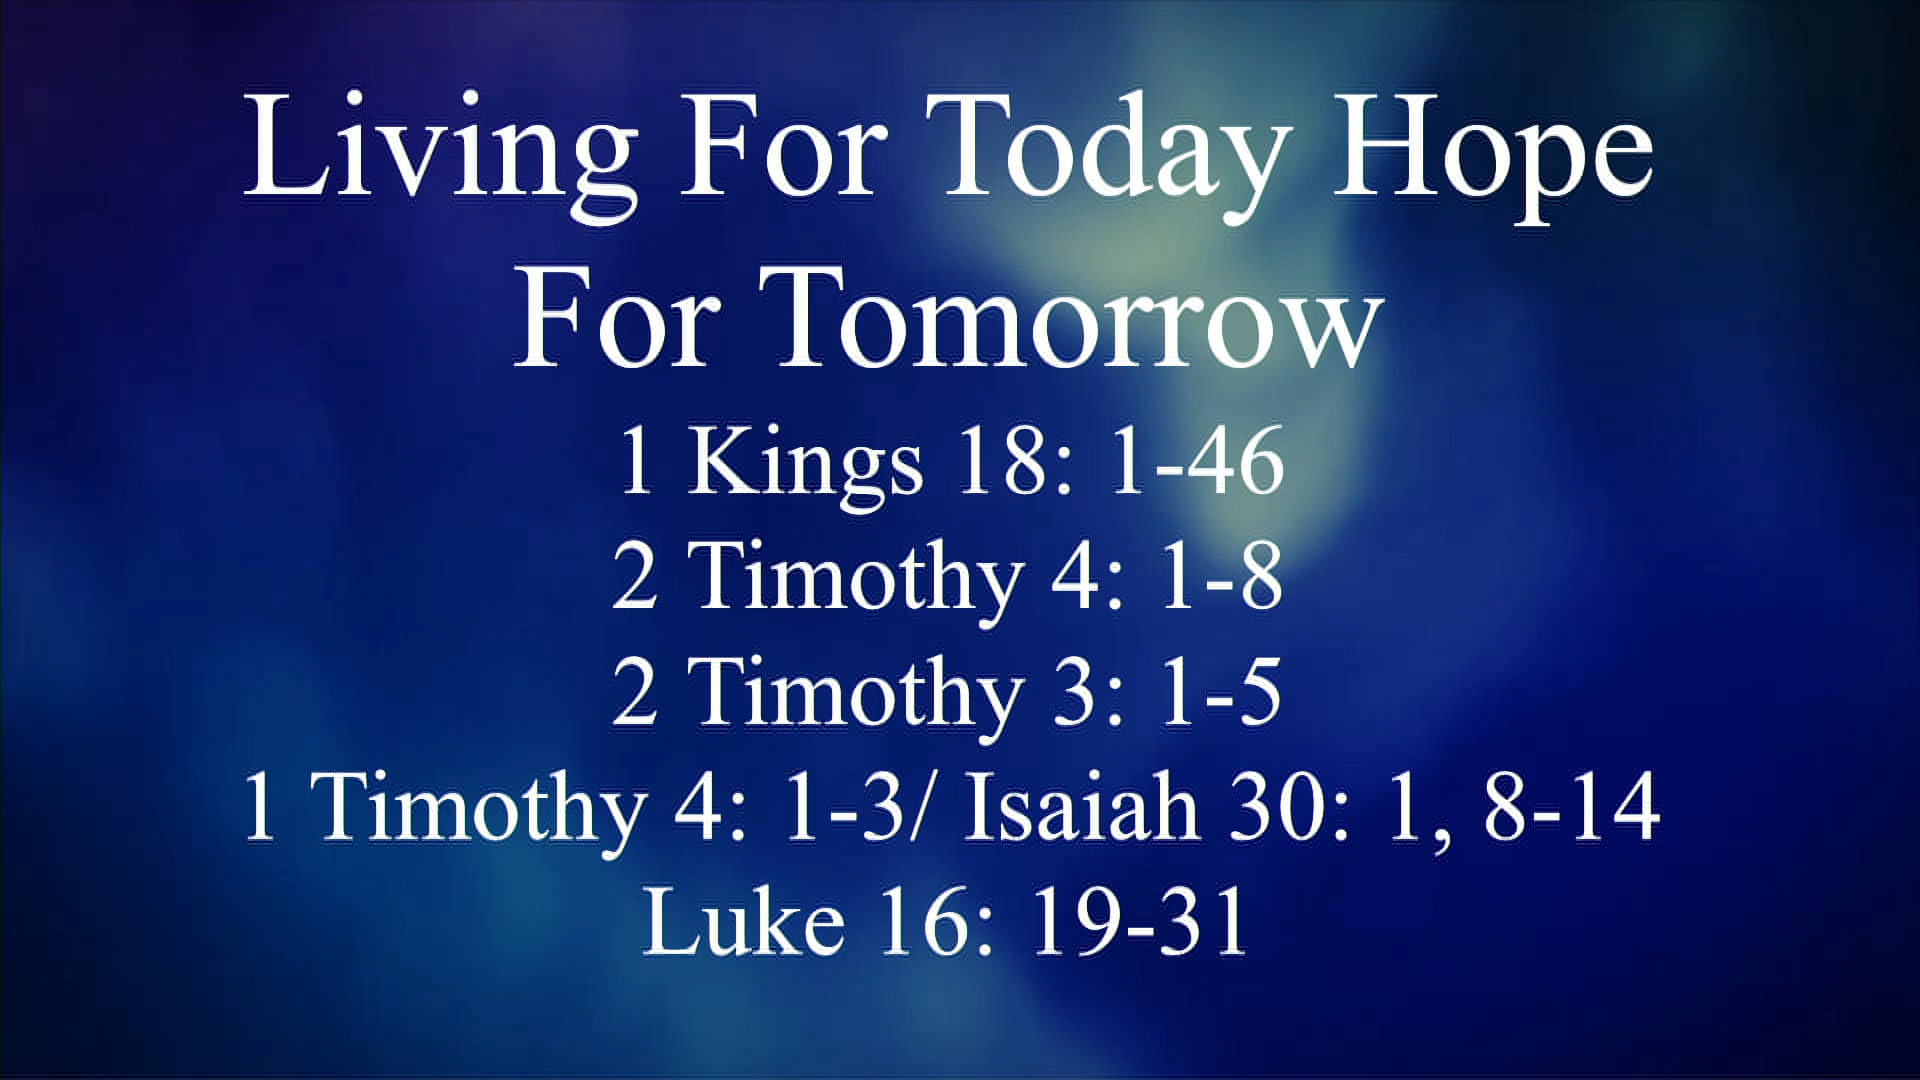 Living For Today Hope
For Tomorrow
1 Kings 18: 1-46
2 Timothy 4: 1-8
2 Timothy 3: 1-5
1 Timothy 4: 1-3/ Isaiah 30: 1, 8-14
Luke 16: 19-31